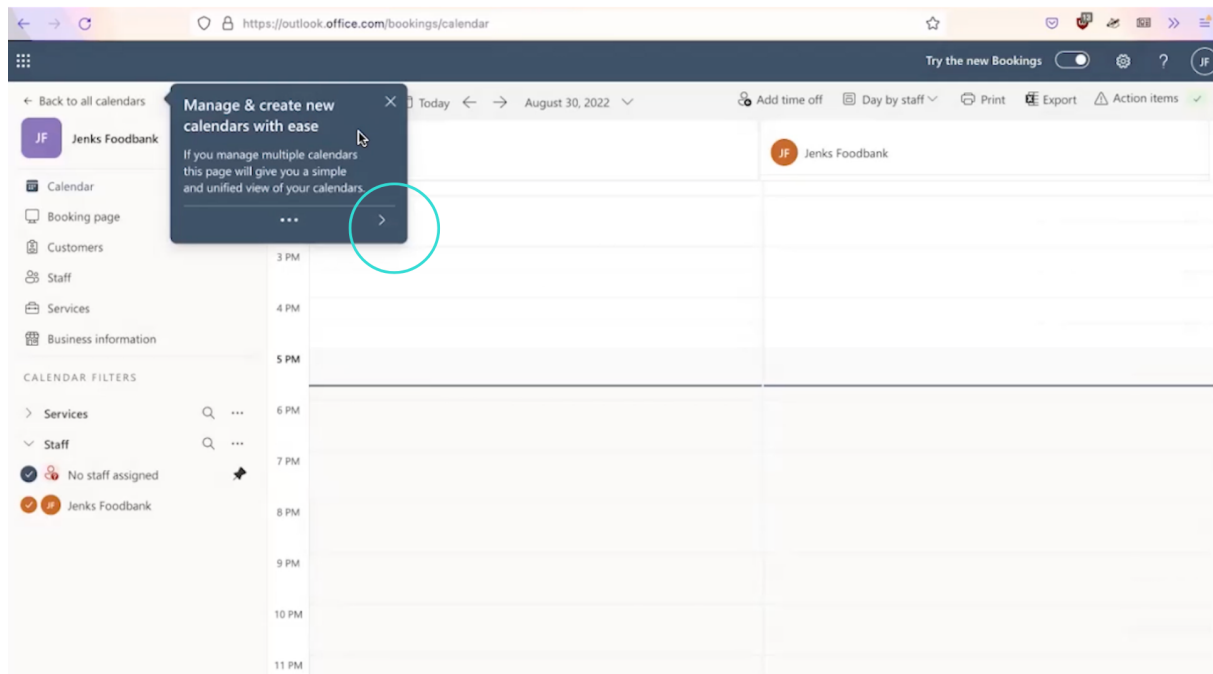 https://outlook.office.com/bookings/calendar
13
Try the new Bookings
?
JF
Back to all calendars
Manage & create new
calendars with ease
If you manage multiple calendars
this page will give you a simple
and unified view of your calendars.
Today
August 30, 2022
Add time off
Day by staff
Print
Export
Action items
JF
Jenks Foodbank
JF
Jenks Foodbank
Calendar
Booking page
Customers
Staff
Services
Business information
CALENDAR FILTERS
Services
Staff
No staff assigned
JF
Jenks Foodbank
3 PM
4 PM
5 PM
6 PM
7 PM
8 PM
9 PM
10 PM
11 PM